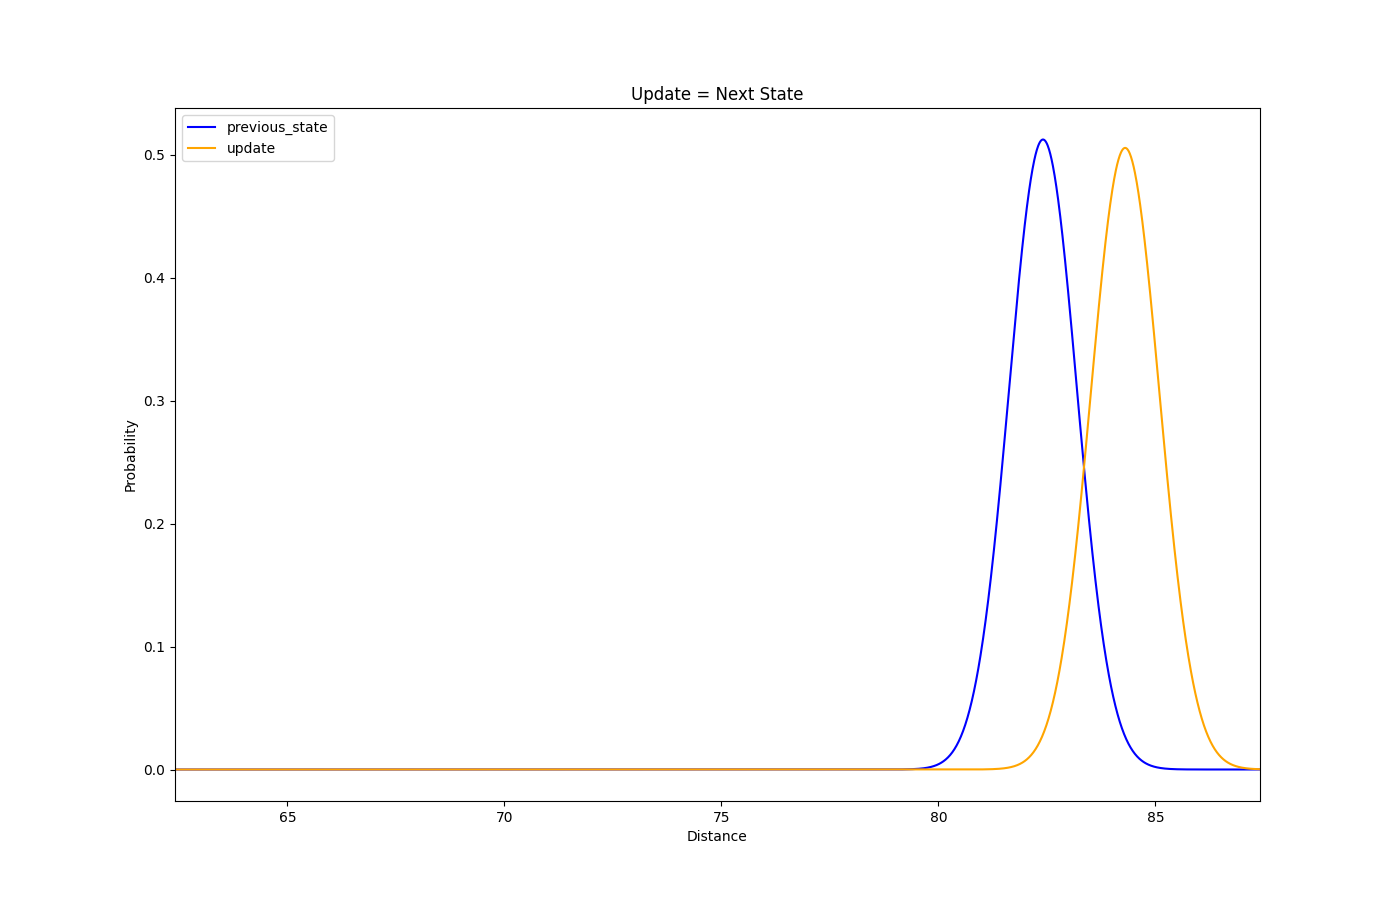 Update = Next State
previous_state
update
0.5
0.4
0.3
0.2
0.1
0.0
Probability
65
70
75
80
85
Distance